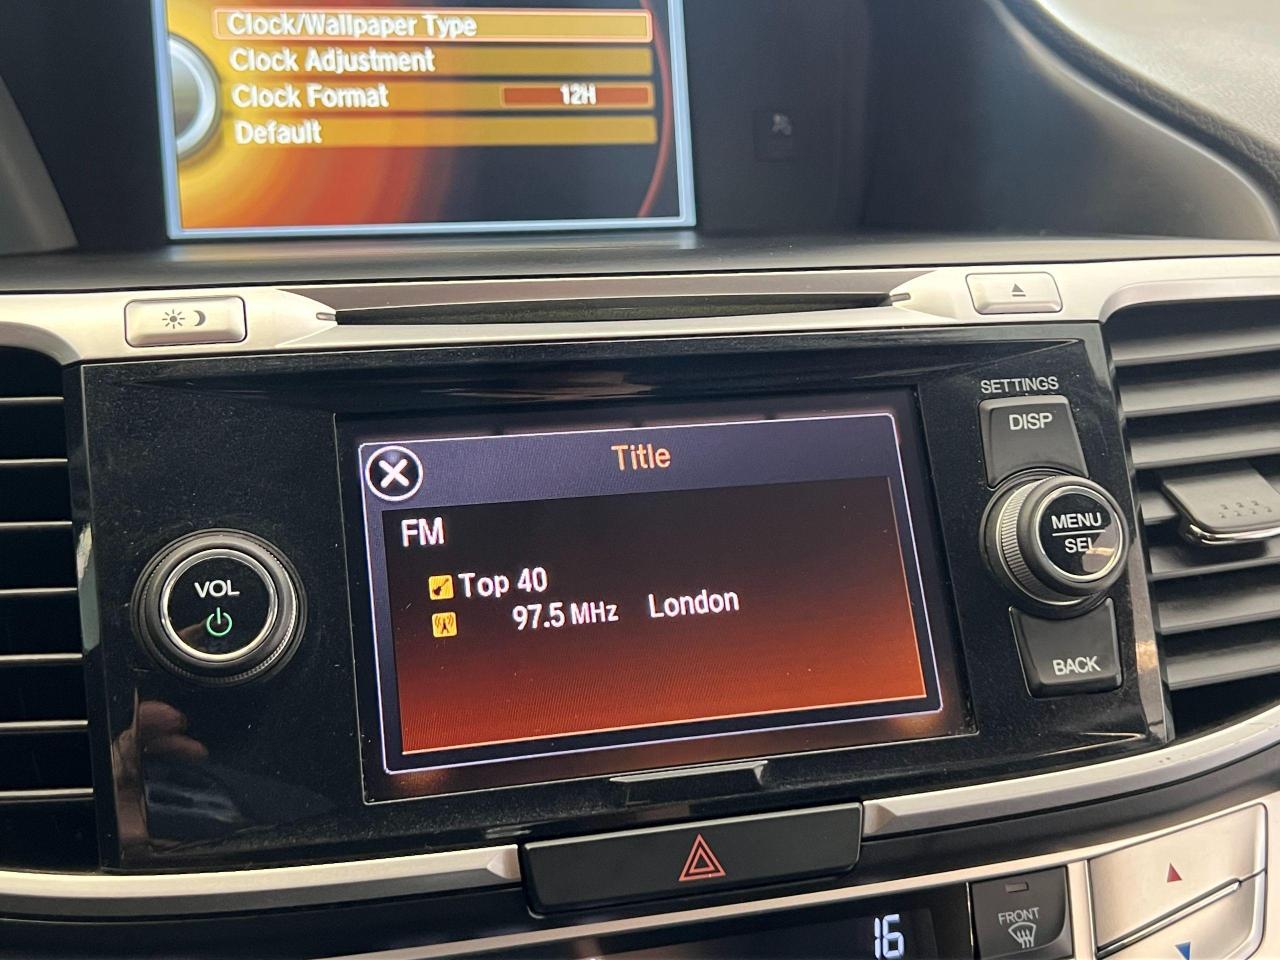 Clock/Wallpaper Type
Clock Adjustment
Clock Format 12H
Default
SETTINGS
DISP
Title
FM
VOL
MENU
SEL
Top 40
97.5 MHz London
BACK
16
FRONT